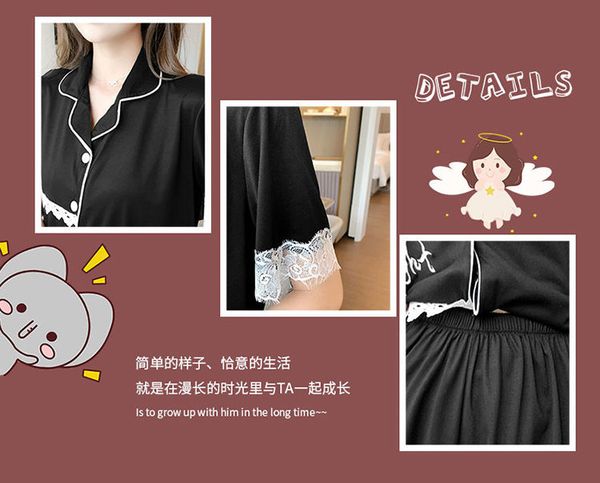 DETAILS
简单的样子、恰意的生活
就是在漫长的时光里与TA一起成长
Is to grow up with him in the long time~~